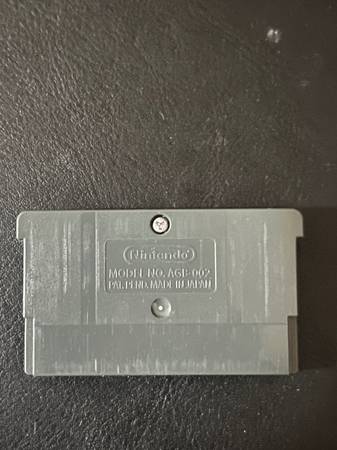 Nintendo
MODEL NO. AGB-002
PAT. PEND. MADE IN JAPAN